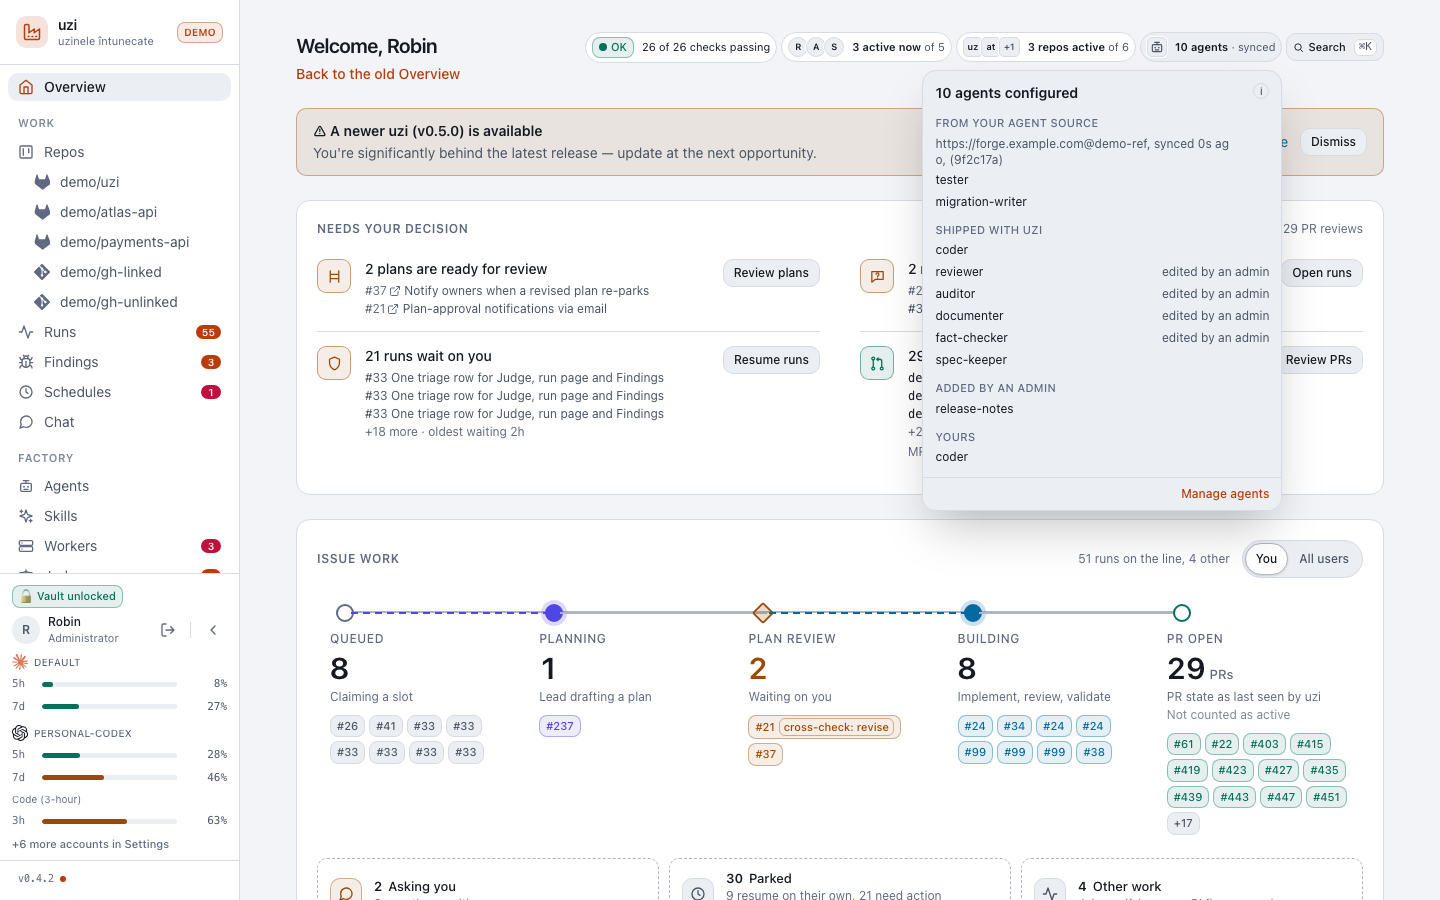 uzi
uzinele întunecate
DEMO
Overview
WORK
Repos
demo/uzi
demo/atlas-api
demo/payments-api
demo/gh-linked
demo/gh-unlinked
Runs 55
Findings 3
Schedules 1
Chat
FACTORY
Agents
Skills
Workers 3
Vault unlocked
R
Robin
Administrator
DEFAULT
5h 8%
7d 27%
PERSONAL-CODEX
5h 28%
7d 46%
Code (3-hour)
3h 63%
+6 more accounts in Settings
v0.4.2
Welcome, Robin
Back to the old Overview
OK 26 of 26 checks passing
R A S 3 active now of 5
uz at +1 3 repos active of 6
10 agents · synced
Search ⌘K
A newer uzi (v0.5.0) is available
You're significantly behind the latest release — update at the next opportunity.
e
Dismiss
10 agents configured
i
FROM YOUR AGENT SOURCE
https://forge.example.com@demo-ref, synced 0s ag
o, (9f2c17a)
tester
migration-writer
SHIPPED WITH UZI
coder
reviewer edited by an admin
auditor edited by an admin
documenter edited by an admin
fact-checker edited by an admin
spec-keeper
ADDED BY AN ADMIN
release-notes
YOURS
coder
Manage agents
NEEDS YOUR DECISION
29 PR reviews
2 plans are ready for review
Review plans
#37 Notify owners when a revised plan re-parks
#21 Plan-approval notifications via email
2
#2
#3
Open runs
21 runs wait on you
Resume runs
#33 One triage row for Judge, run page and Findings
#33 One triage row for Judge, run page and Findings
#33 One triage row for Judge, run page and Findings
+18 more · oldest waiting 2h
29
de
de
de
+2
Review PRs
ISSUE WORK
51 runs on the line, 4 other
You All users
QUEUED
8
Claiming a slot
#26 #41 #33 #33
#33 #33 #33 #33
PLANNING
1
Lead drafting a plan
#237
PLAN REVIEW
2
Waiting on you
#21 cross-check: revise
#37
BUILDING
8
Implement, review, validate
#24 #34 #24 #24
#99 #99 #99 #38
PR OPEN
29 PRs
PR state as last seen by uzi
Not counted as active
#61 #22 #403 #415
#419 #423 #427 #435
#439 #443 #447 #451
+17
2 Asking you
30 Parked
9 resume on their own, 21 need action
4 Other work